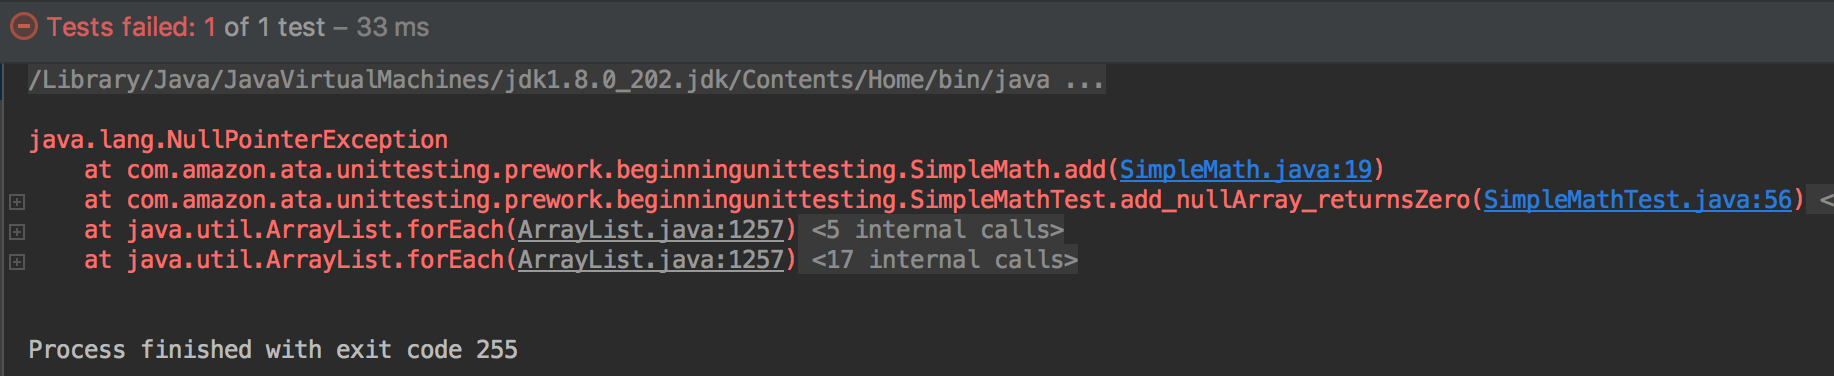 Tests failed: 1 of 1 test – 33 ms
/Library/Java/JavaVirtualMachines/jdk1.8.0_202.jdk/Contents/Home/bin/java ...
java.lang.NullPointerException
at com.amazon.ata.unittesting.prework.beginningunittesting.SimpleMath.add(SimpleMath.java:19)
at com.amazon.ata.unittesting.prework.beginningunittesting.SimpleMathTest.add_nullArray_returnsZero(SimpleMathTest.java:56) <
at java.util.ArrayList.forEach(ArrayList.java:1257) <5 internal calls>
at java.util.ArrayList.forEach(ArrayList.java:1257) <17 internal calls>
Process finished with exit code 255